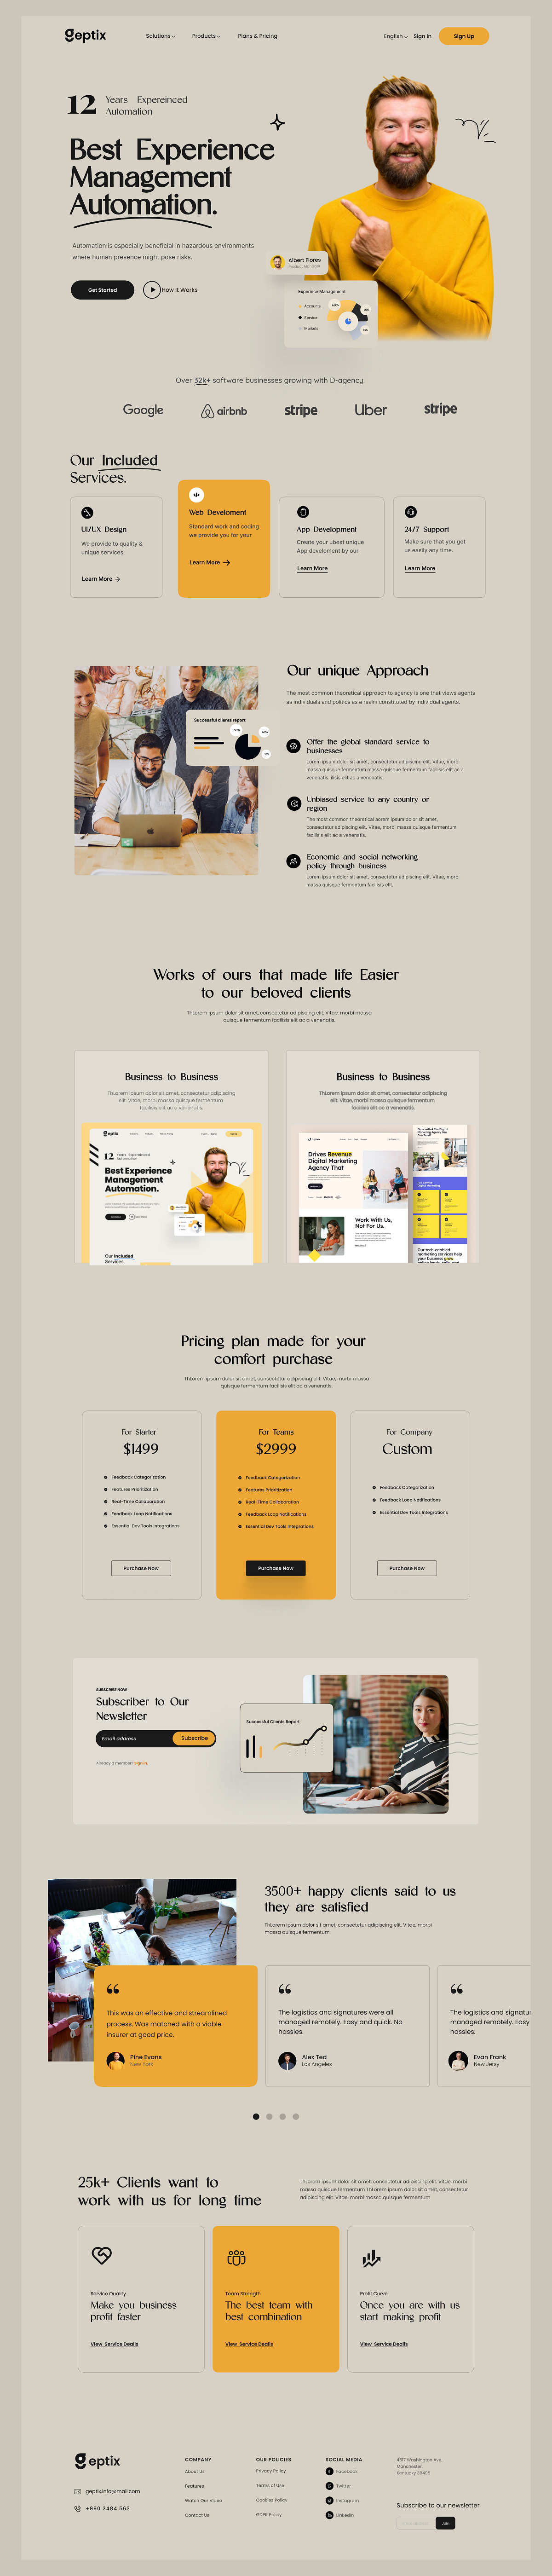 geptix
Solutions
Products
Plans & Pricing
English
Sign in
Sign Up
12
Years Expereinced
Automation
Best Experience
Management
Automation.
Automation is especially beneficial in hazardous environments
where human presence might pose risks.
Get Started
How It Works
Albert Flores
Product Manager
Experince Management
Accounts
Service
Markets
Over 32k+ software businesses growing with D-agency.
Google
airbnb
stripe
Uber
stripe
Our Included
Services.
UI/UX Design
We provide to quality &
unique services
Learn More
Web Develoment
Standard work and coding
we provide you for your
Learn More
App Development
Create your ubest unique
App develoment by our
Learn More
24/7 Support
Make sure that you get
us easily any time.
Learn More
Successful clients report
Our unique Approach
The most common theoretical approach to agency is one that views agents
as individuals and politics as a realm constituted by individual agents.
Offer the global standard service to
businesses
Lorem ipsum dolor sit amet, consectetur adipiscing elit. Vitae, morbi
massa quisque fermentum massa quisque fermentum facilisis elit ac a
venenatis. ilisis elit ac a venenatis.
Unbiased service to any country or
region
The most common theoretical aorem ipsum dolor sit amet,
consectetur adipiscing elit. Vitae, morbi massa quisque fermentum
facilisis elit ac a venenatis.
Economic and social networking
policy through business
Lorem ipsum dolor sit amet, consectetur adipiscing elit. Vitae, morbi
massa quisque fermentum facilisis elit.
Works of ours that made life Easier
to our beloved clients
ThLorem ipsum dolor sit amet, consectetur adipiscing elit. Vitae, morbi massa
quisque fermentum facilisis elit ac a venenatis.
Business to Business
ThLorem ipsum dolor sit amet, consectetur adipiscing
elit. Vitae, morbi massa quisque fermentum
facilisis elit ac a venenatis.
geptix
12
Years Expereinced
Automation
Best Experience
Management
Automation.
Our Included
Services.
Business to Business
ThLorem ipsum dolor sit amet, consectetur adipiscing
elit. Vitae, morbi massa quisque fermentum
facilisis elit ac a venenatis.
Drives Revenue
Digital Marketing
Agency That
Work With Us,
Not For Us.
Our tech-enabled
marketing services help
your business grow
Pricing plan made for your
comfort purchase
ThLorem ipsum dolor sit amet, consectetur adipiscing elit. Vitae, morbi massa
quisque fermentum facilisis elit ac a venenatis.
For Starter
$1499
Feedback Categorization
Features Prioritization
Real-Time Collaboration
Feedback Loop Notifications
Essential Dev Tools Integrations
Purchase Now
For Teams
$2999
Feedback Categorization
Features Prioritization
Real-Time Collaboration
Feedback Loop Notifications
Essential Dev Tools Integrations
Purchase Now
For Company
Custom
Feedback Categorization
Feedback Loop Notifications
Essential Dev Tools Integrations
Purchase Now
SUBSCRIBE NOW
Subscriber to Our
Newsletter
Email address
Subscribe
Already a member? Sign in.
Successful Clients Report
3500+ happy clients said to us
they are satisfied
ThLorem ipsum dolor sit amet, consectetur adipiscing elit. Vitae, morbi
massa quisque fermentum
This was an effective and streamlined
process. Was matched with a viable
insurer at good price.
Pine Evans
New York
The logistics and signatures were all
managed remotely. Easy and quick. No
hassles.
Alex Ted
Los Angeles
The logistics and signatu
managed remotely. Easy
hassles.
Evan Frank
New Jersy
25k+ Clients want to
work with us for long time
ThLorem ipsum dolor sit amet, consectetur adipiscing elit. Vitae, morbi
massa quisque fermentum ThLorem ipsum dolor sit amet, consectetur
adipiscing elit. Vitae, morbi massa quisque fermentum
Service Quality
Make you business
profit faster
View Service Deails
Team Strength
The best team with
best combination
View Service Deails
Profit Curve
Once you are with us
start making profit
View Service Deails
geptix
geptix.info@mail.com
+990 3484 563
COMPANY
About Us
Features
Watch Our Video
Contact Us
OUR POLICIES
Privacy Policy
Terms of Use
Cookies Policy
GDPR Policy
SOCIAL MEDIA
Facebook
Twitter
Instagram
Linkedin
4517 Washington Ave.
Manchester,
Kentucky 39495
Subscribe to our newsletter
Join